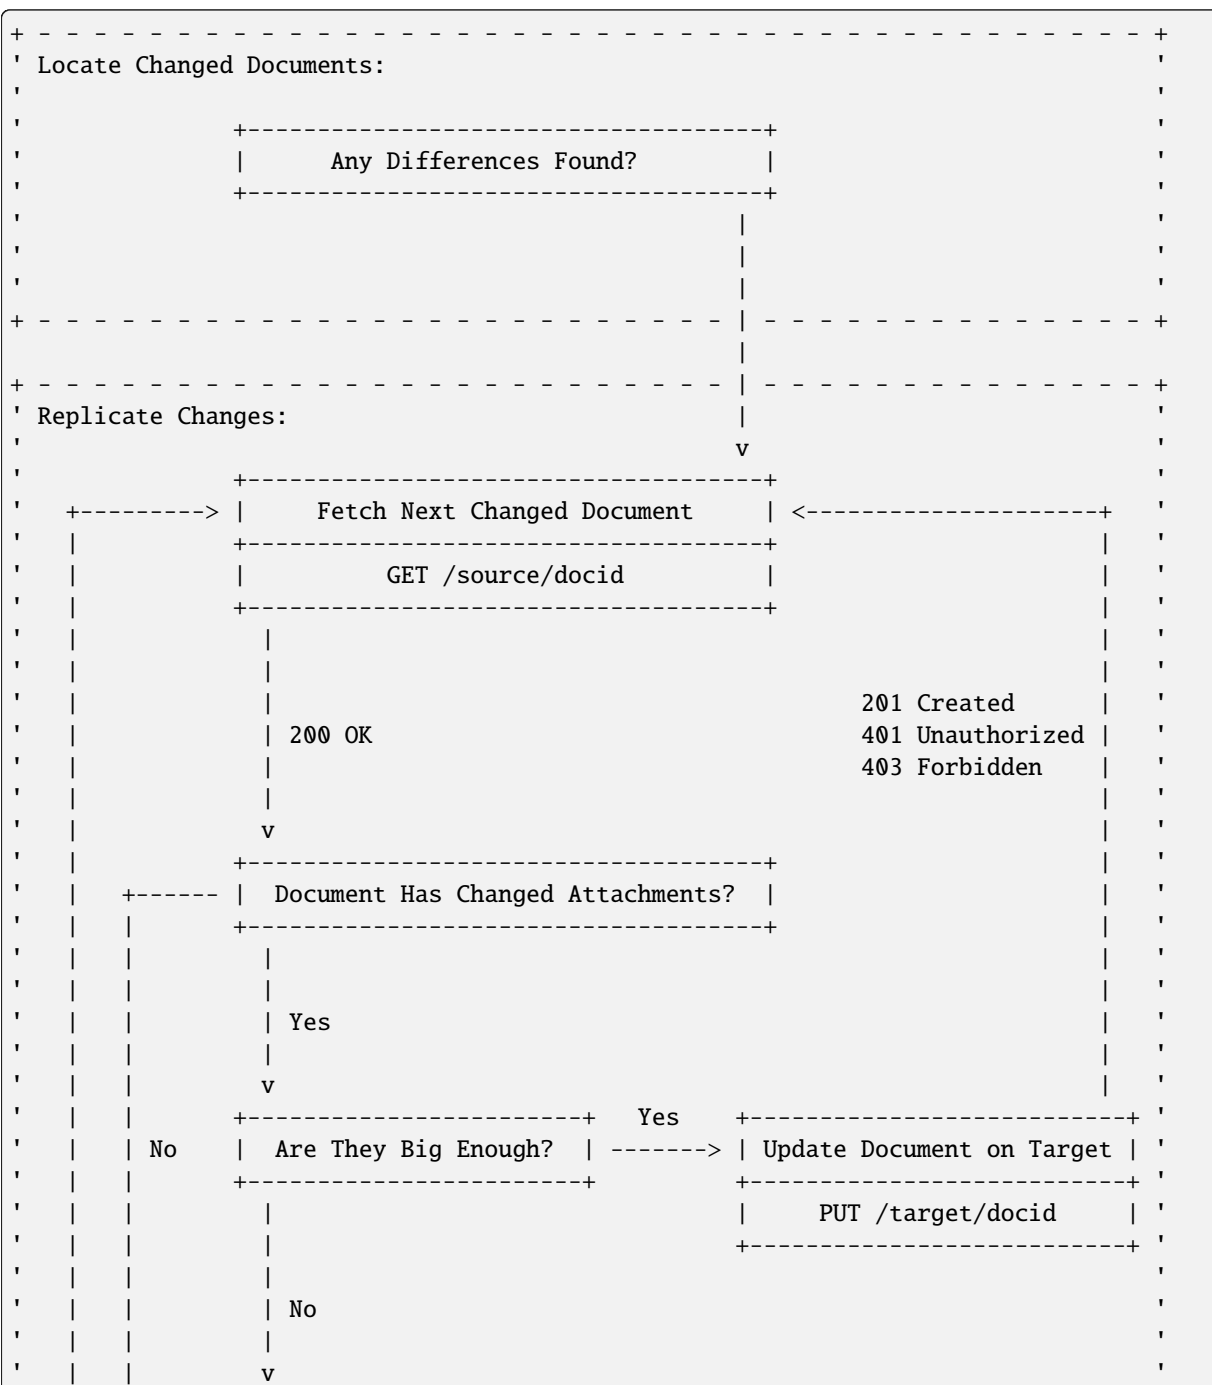 + - - - - - - - - - - - - - - - - - - - - - - - - - - - - - - - - - - - - - - - - +
' Locate Changed Documents:                                                       '
'                                                                                 '
'               +-------------------------------------+                           '
'               |      Any Differences Found?         |                           '
'               +-------------------------------------+                           '
'                                                   |                             '
'                                                   |                             '
'                                                   |                             '
+ - - - - - - - - - - - - - - - - - - - - - - - - - | - - - - - - - - - - - - - - +
                                                    |
+ - - - - - - - - - - - - - - - - - - - - - - - - - | - - - - - - - - - - - - - - +
' Replicate Changes:                                |                             '
'                                                   v                             '
'               +-------------------------------------+                           '
'   +---------> |     Fetch Next Changed Document     | <---------------------+   '
'   |           +-------------------------------------+                       |   '
'   |           |          GET /source/docid          |                       |   '
'   |           +-------------------------------------+                       |   '
'   |             |                                                           |   '
'   |             |                                                           |   '
'   |             |                                          201 Created      |   '
'   |             | 200 OK                                   401 Unauthorized |   '
'   |             |                                          403 Forbidden    |   '
'   |             |                                                           |   '
'   |             v                                                           |   '
'   |           +-------------------------------------+                       |   '
'   |   +------ |  Document Has Changed Attachments?  |                       |   '
'   |   |       +-------------------------------------+                       |   '
'   |   |         |                                                           |   '
'   |   |         |                                                           |   '
'   |   |         | Yes                                                       |   '
'   |   |         |                                                           |   '
'   |   |         v                                                           |   '
'   |   |       +------------------------+   Yes    +---------------------------+ '
'   |   | No    |  Are They Big Enough?  | -------> | Update Document on Target | '
'   |   |       +------------------------+          +---------------------------+ '
'   |   |         |                                 |     PUT /target/docid     | '
'   |   |         |                                 +---------------------------+ '
'   |   |         |                                                               '
'   |   |         | No                                                            '
'   |   |         |                                                               '
'   |   |         v                                                               '